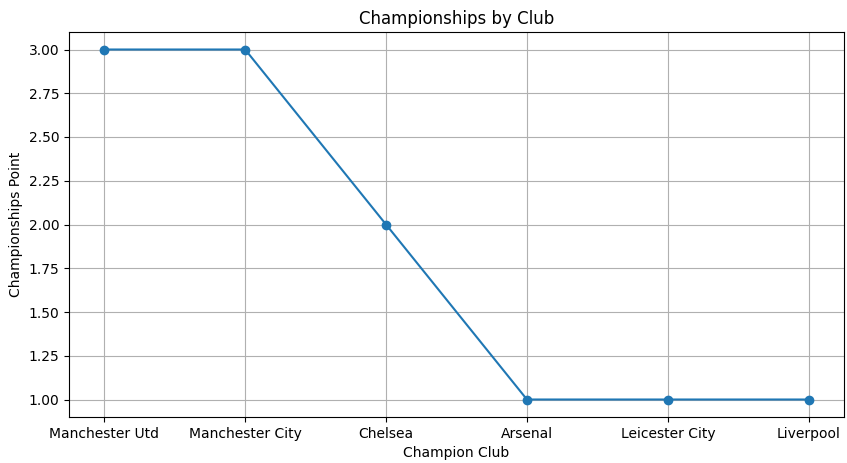 Championships by Club
Championships Point
3.00
2.75
2.50
2.25
2.00
1.75
1.50
1.25
1.00
Manchester Utd
Manchester City
Chelsea
Arsenal
Leicester City
Liverpool
Champion Club